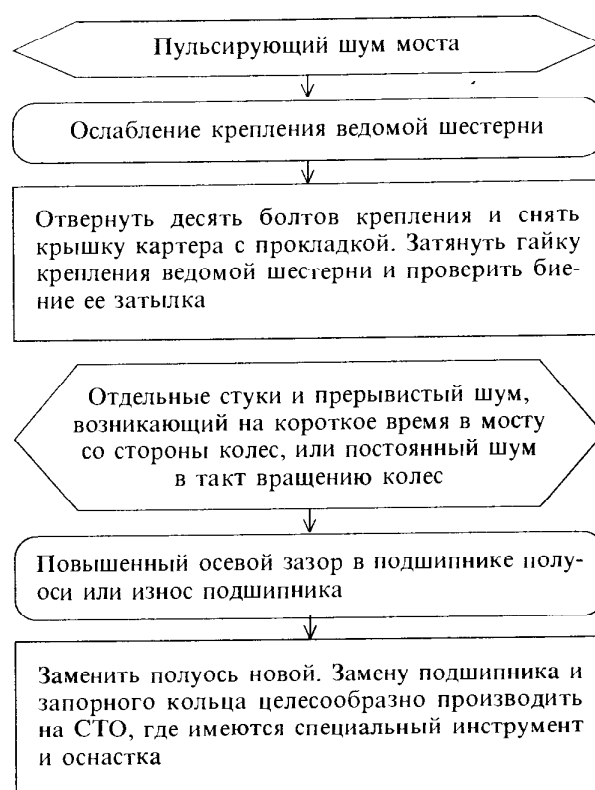 Пульсирующий шум моста
Ослабление крепления ведомой шестерни
Отвернуть десять болтов крепления и снять
крышку картера с прокладкой. Затянуть гайку
крепления ведомой шестерни и проверить бие-
ние ее затылка
Отдельные стуки и прерывистый шум,
возникающий на короткое время в мосту
со стороны колес, или постоянный шум
в такт вращению колес
Повышенный осевой зазор в подшипнике полу-
оси или износ подшипника
Заменить полуось новой. Замену подшипника и
запорного кольца целесообразно производить
на СТО, где имеются специальный инструмент
и оснастка